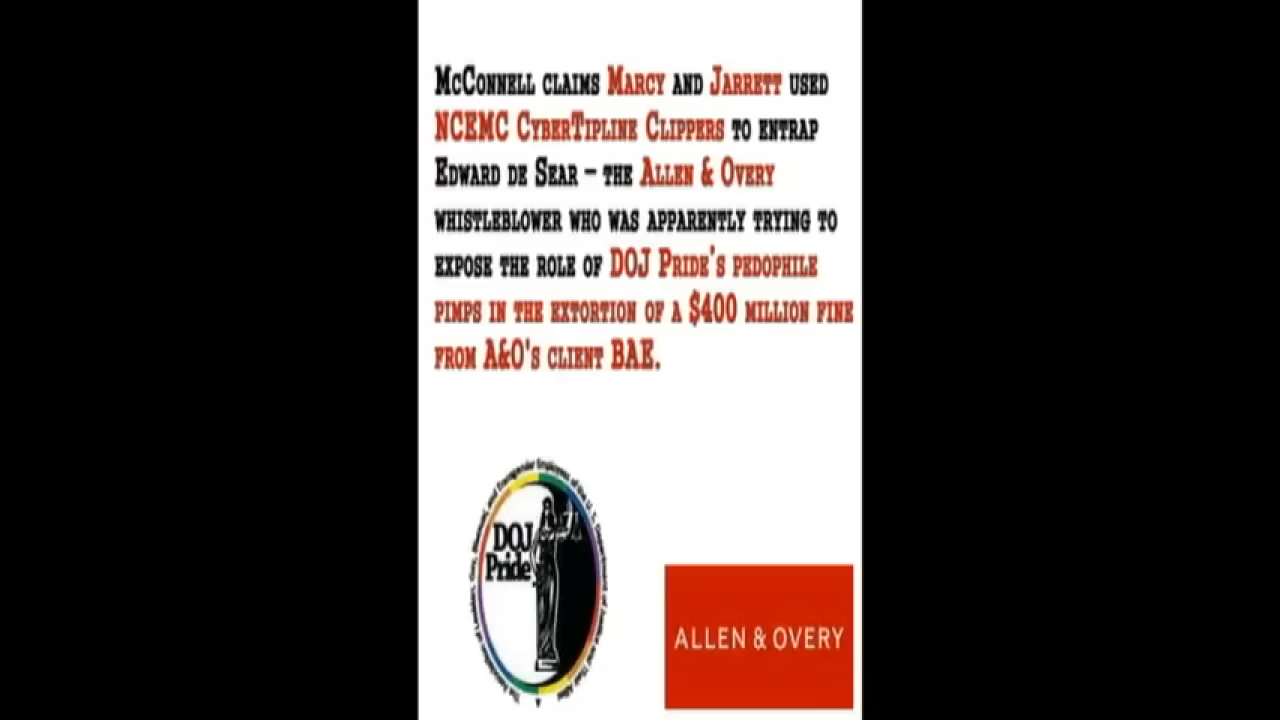 McConnell claims Marcy and Jarrett used
NCEMC CyberTipline Clippers to entrap
Edward de Sear – the Allen & Overy
whistleblower who was apparently trying to
expose the role of DOJ Pride's pedophile
pimps in the extortion of a $400 million fine
from A&O's client BAE.
DOJ
Pride
ALLEN & OVERY